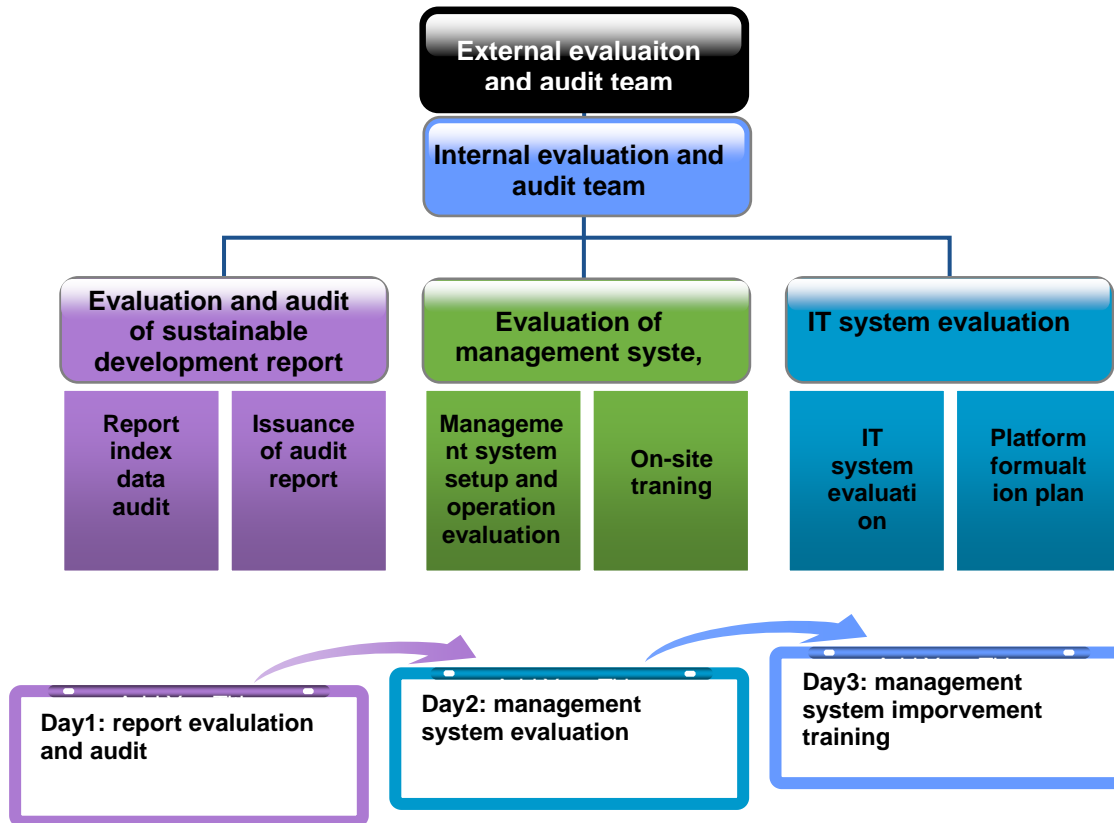 External evaluaiton
and audit team
Internal evaluation and
audit team
Evaluation and audit
of sustainable
development report
Evaluation of
management syste,
IT system evaluation
Report
index
data
audit
Issuance
of audit
report
Manageme
nt system
setup and
operation
evaluation
On-site
traning
IT
system
evaluati
on
Platform
formualt
ion plan
Day1: report evalulation
and audit
Day2: management
system evaluation
Day3: management
system imporvement
training